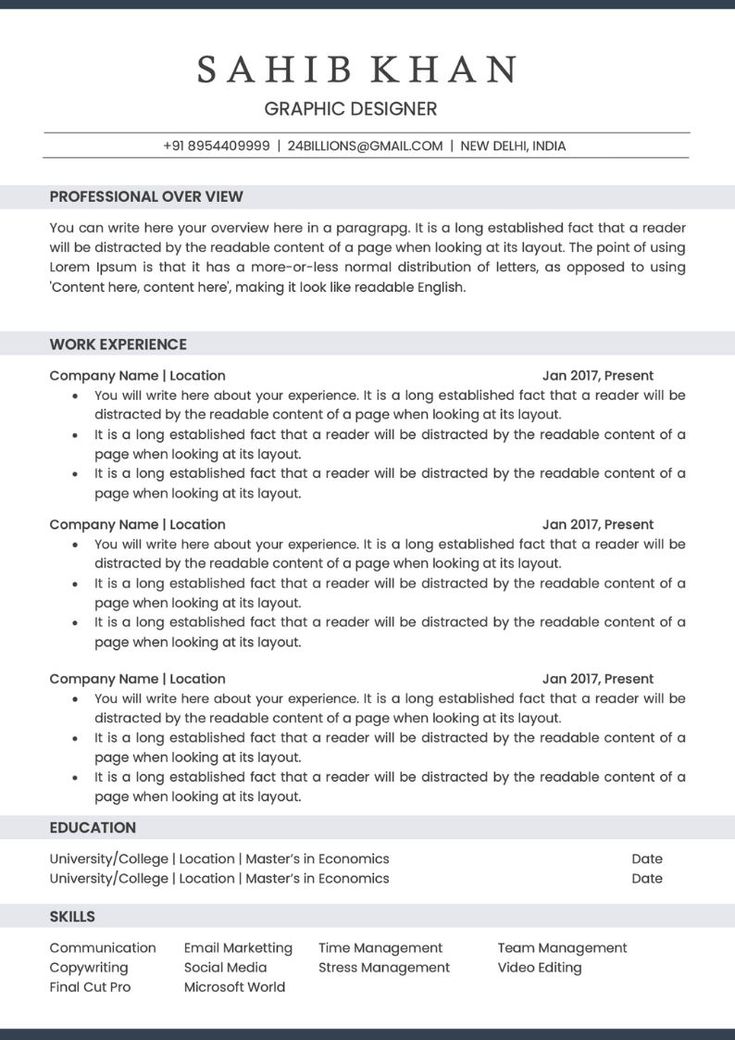 SAHIB KHAN
GRAPHIC DESIGNER
+91 8954409999 | 24BILLIONS@GMAIL.COM | NEW DELHI, INDIA
PROFESSIONAL OVER VIEW
You can write here your overview here in a paragrapg. It is a long established fact that a reader
will be distracted by the readable content of a page when looking at its layout. The point of using
Lorem Ipsum is that it has a more-or-less normal distribution of letters, as opposed to using
'Content here, content here', making it look like readable English.
WORK EXPERIENCE
Company Name | Location Jan 2017, Present
• You will write here about your experience. It is a long established fact that a reader will be
distracted by the readable content of a page when looking at its layout.
• It is a long established fact that a reader will be distracted by the readable content of a
page when looking at its layout.
• It is a long established fact that a reader will be distracted by the readable content of a
page when looking at its layout.
Company Name | Location Jan 2017, Present
• You will write here about your experience. It is a long established fact that a reader will be
distracted by the readable content of a page when looking at its layout.
• It is a long established fact that a reader will be distracted by the readable content of a
page when looking at its layout.
• It is a long established fact that a reader will be distracted by the readable content of a
page when looking at its layout.
Company Name | Location Jan 2017, Present
• You will write here about your experience. It is a long established fact that a reader will be
distracted by the readable content of a page when looking at its layout.
• It is a long established fact that a reader will be distracted by the readable content of a
page when looking at its layout.
• It is a long established fact that a reader will be distracted by the readable content of a
page when looking at its layout.
EDUCATION
University/College | Location | Master's in Economics Date
University/College | Location | Master's in Economics Date
SKILLS
Communication Email Marketting Time Management Team Management
Copywriting Social Media Stress Management Video Editing
Final Cut Pro Microsoft World